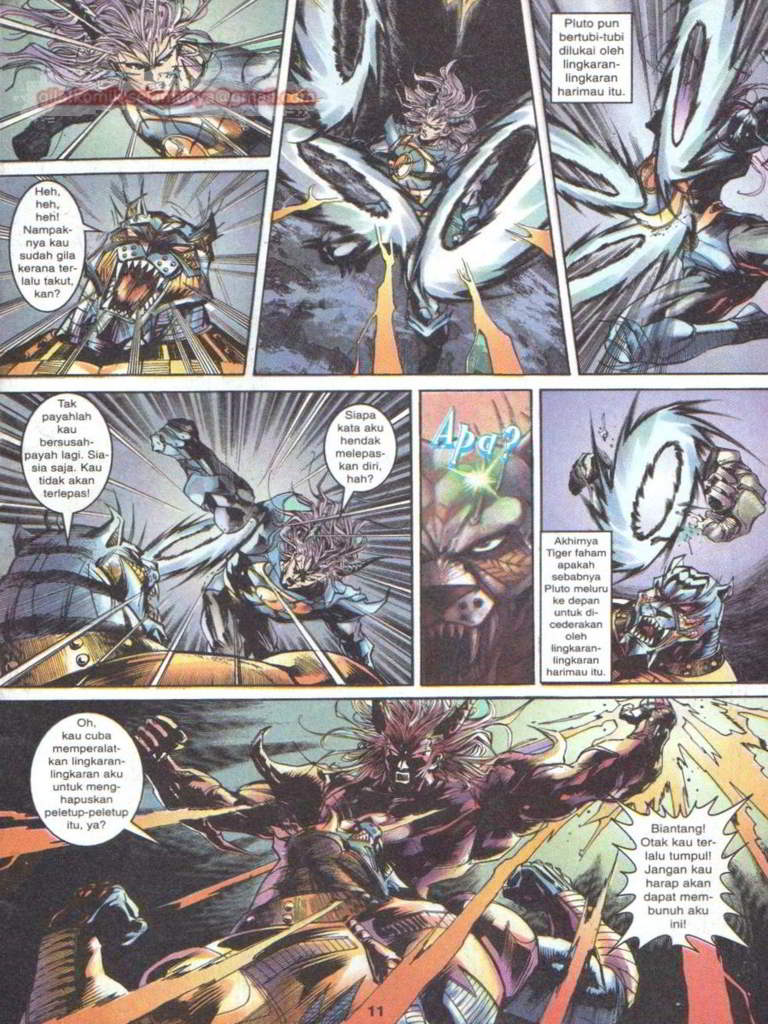 Pluto pun
bertubi-tubi
dilukai oleh
lingkaran-
lingkaran
harimau itu.
Heh,
heh,
heh!
Nampak-
nya kau
sudah gila
kerana ter-
lalu takut,
kan?
Tak
payahlah
kau
bersusah-
payah lagi. Sia-
sia saja. Kau
tidak akan
terlepas!
Siapa
kata aku
hendak
melepas-
kan diri,
hah?
Apa?
Akhirnya
Tiger faham
apakah
sebabnya
Pluto meluru
ke depan
untuk di-
cederakan
oleh
lingkaran-
lingkaran
harimau itu.
Oh,
kau cuba
memperalat-
kan lingkaran-
lingkaran aku
untuk meng-
hapuskan
peletup-peletup
itu, ya?
Biantang!
Otak kau ter-
lalu tumpul!
Jangan kau
harap akan
dapat mem-
bunuh aku
ini!
11